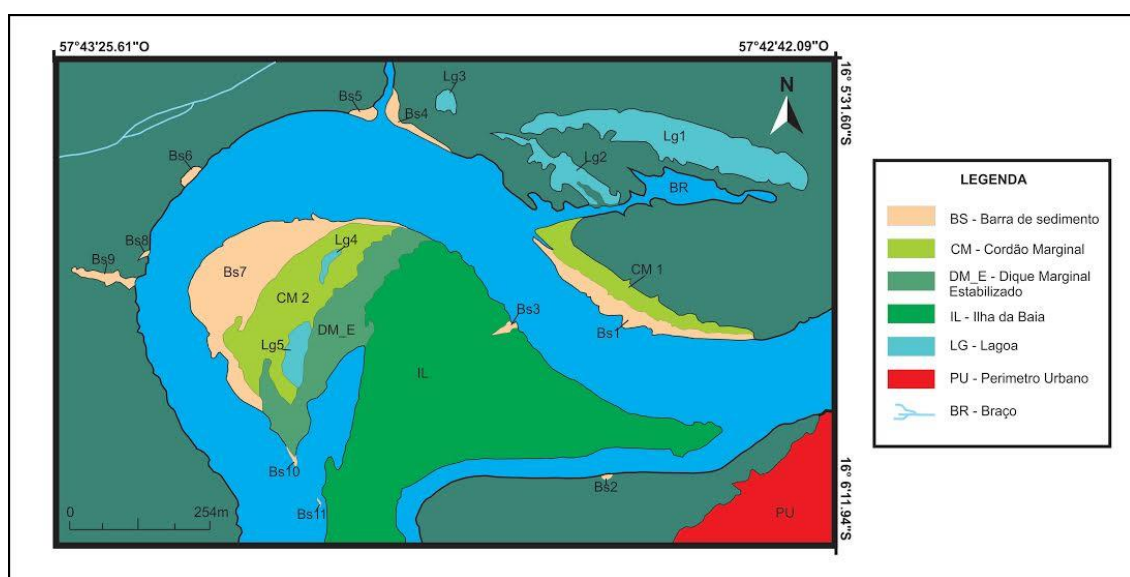 57°43'25.61"O
57°42'42.09"O
16° 5'31.60"S
16° 6'11.94"S
N
Lg3
Bs5
Bs4
Lg1
Lg2
BR
Bs6
Bs8
Bs9
Bs7
Lg4
CM 2
CM 1
DM_E
Bs3
Bs1
Lg5
IL
Bs10
Bs2
Bs11
PU
0
254m
LEGENDA
BS - Barra de sedimento
CM - Cordão Marginal
DM_E - Dique Marginal
Estabilizado
IL - Ilha da Baia
LG - Lagoa
PU - Perimetro Urbano
BR - Braço